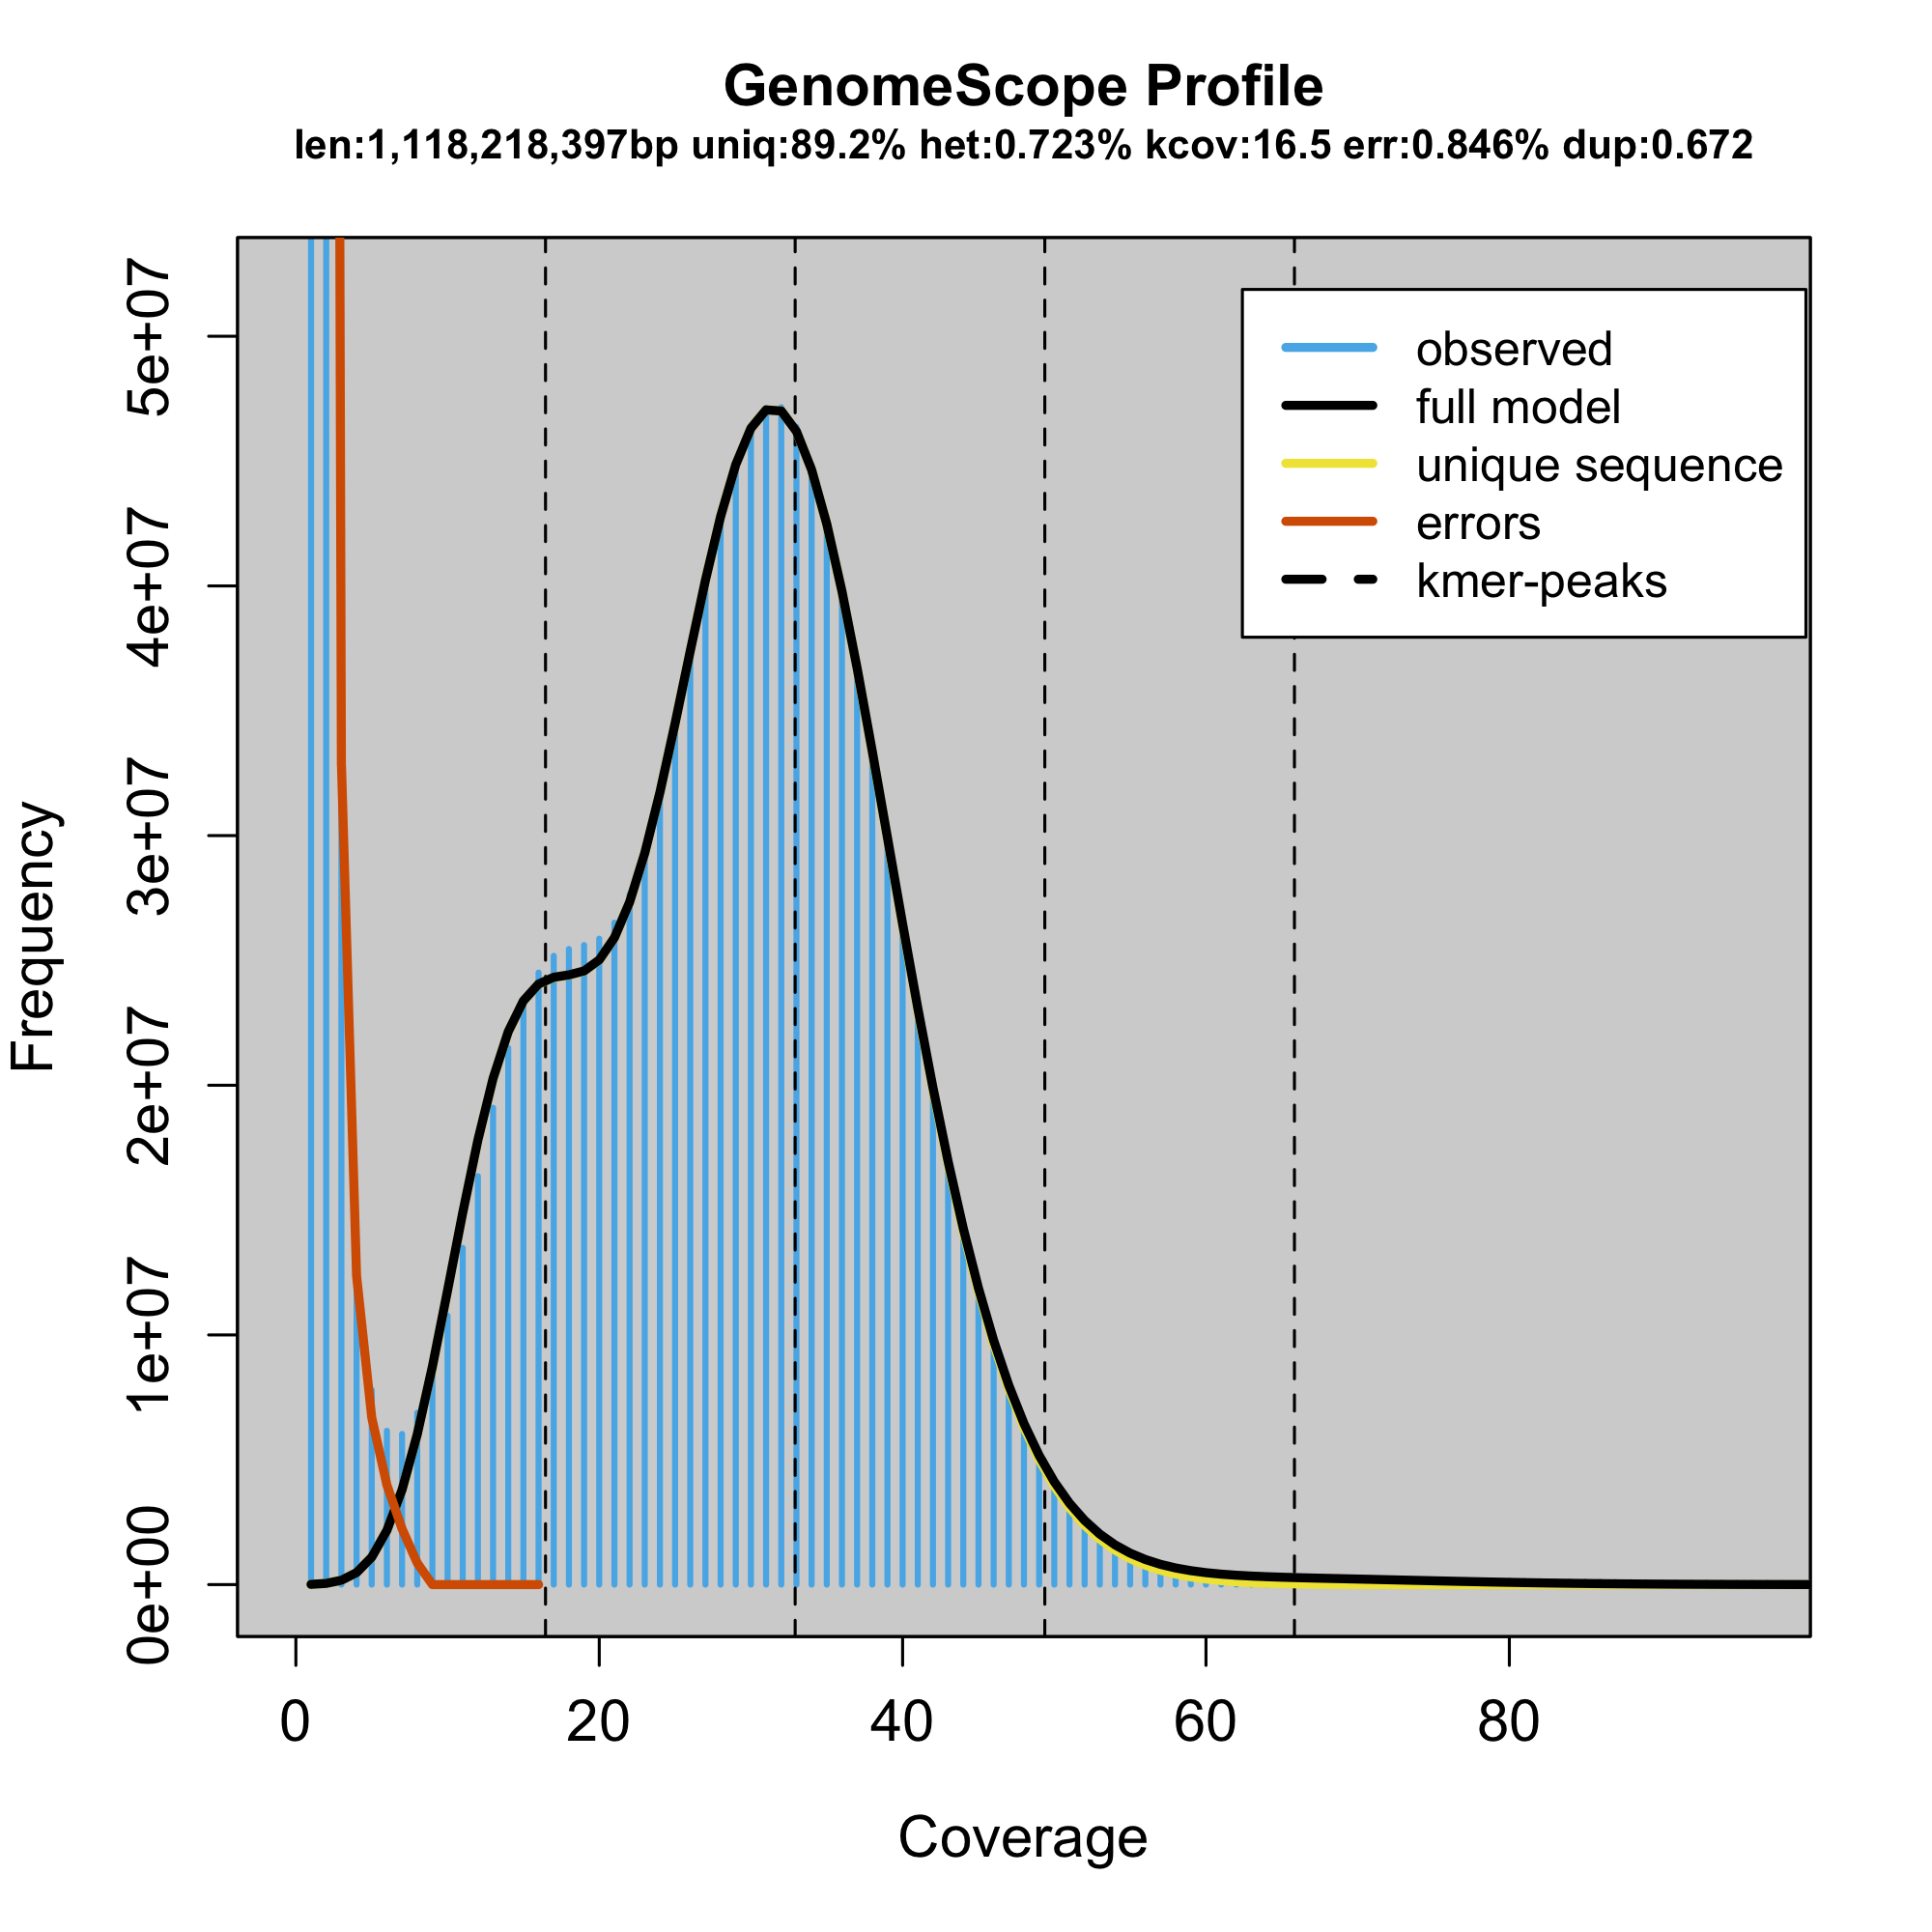 GenomeScope Profile
len:1,118,218,397bp uniq:89.2% het:0.723% kcov:16.5 err:0.846% dup:0.672
observed
full model
unique sequence
errors
kmer-peaks
Frequency
5e+07
4e+07
3e+07
2e+07
1e+07
0e+00
0 20 40 60 80
Coverage